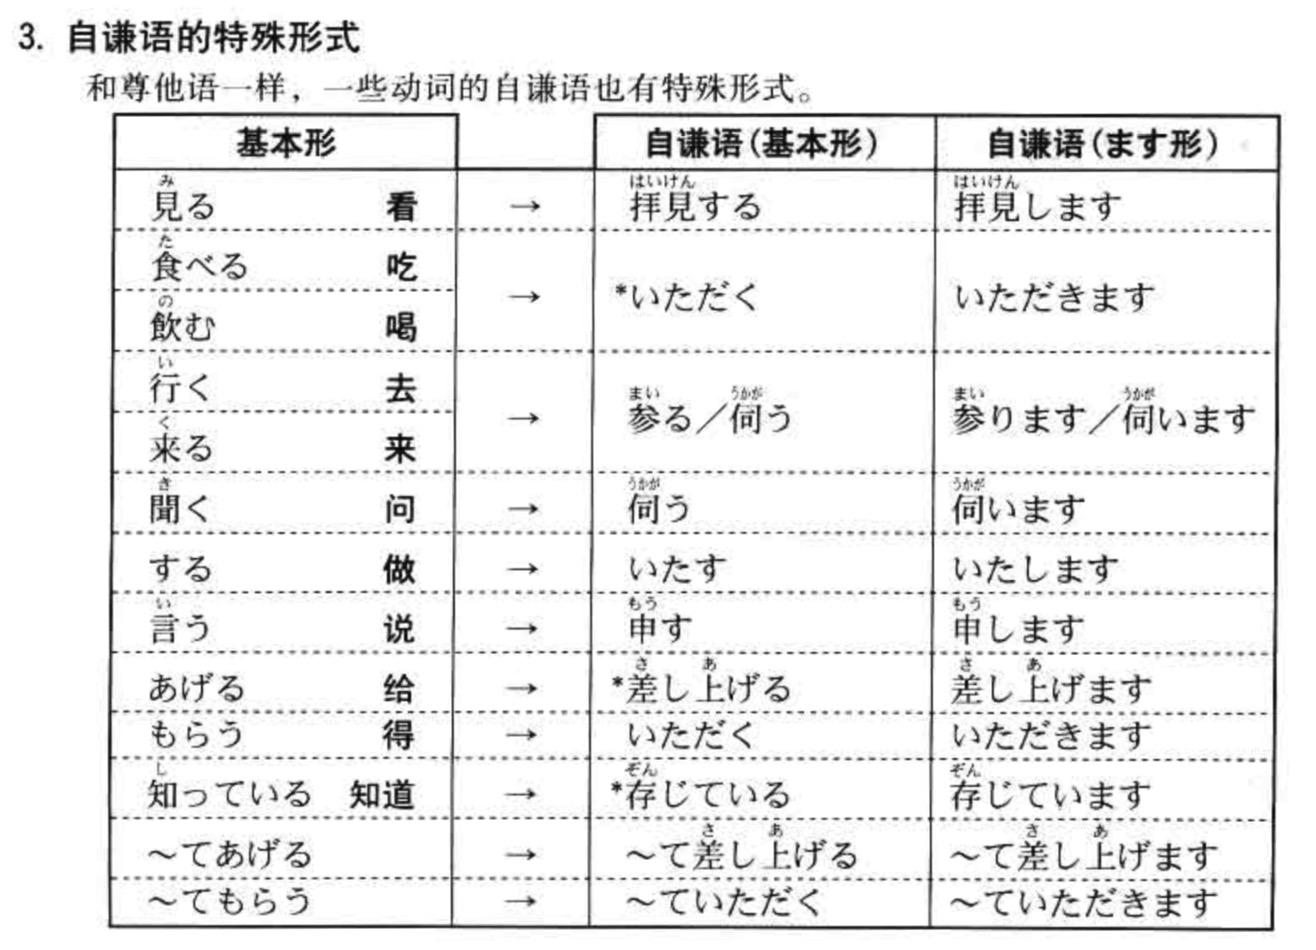 3. 自谦语的特殊形式
和尊他语一样，一些动词的自谦语也有特殊形式。
基本形 自谦语(基本形) 自谦语(ます形)
み はいけん はいけん
見る 看 → 拝見する 拝見します
た
食べる 吃
→ *いただく いただきます
の
飲む 喝
い
行く 去
まい うかが まい うかが
→ 参る／伺う 参ります／伺います
く
来る 来
き うかが うかが
聞く 问 → 伺う 伺います
する 做 → いたす いたします
い もう もう
言う 说 → 申す 申します
さ あ さ あ
あげる 给 → *差し上げる 差し上げます
もらう 得 → いただく いただきます
し ぞん ぞん
知っている 知道 → *存じている 存じています
さ あ さ あ
～てあげる → ～て差し上げる ～て差し上げます
～てもらう → ～ていただく ～ていただきます